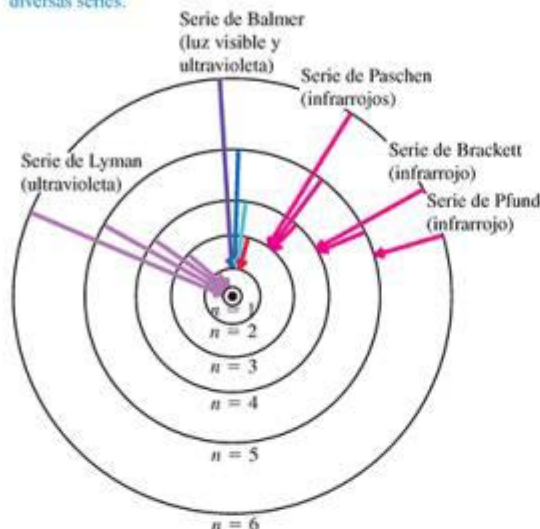 diversas series.
Serie de Balmer
(luz visible y
ultravioleta)
Serie de Paschen
(infrarrojos)
Serie de Brackett
(infrarrojo)
Serie de Lyman
(ultravioleta)
Serie de Pfund
(infrarrojo)
n = 1
n = 2
n = 3
n = 4
n = 5
n = 6